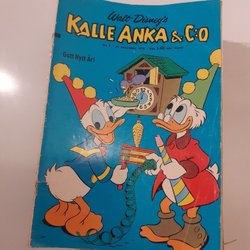 Walt Disney's
KALLE ANKA & C:O
Gott Nytt År!